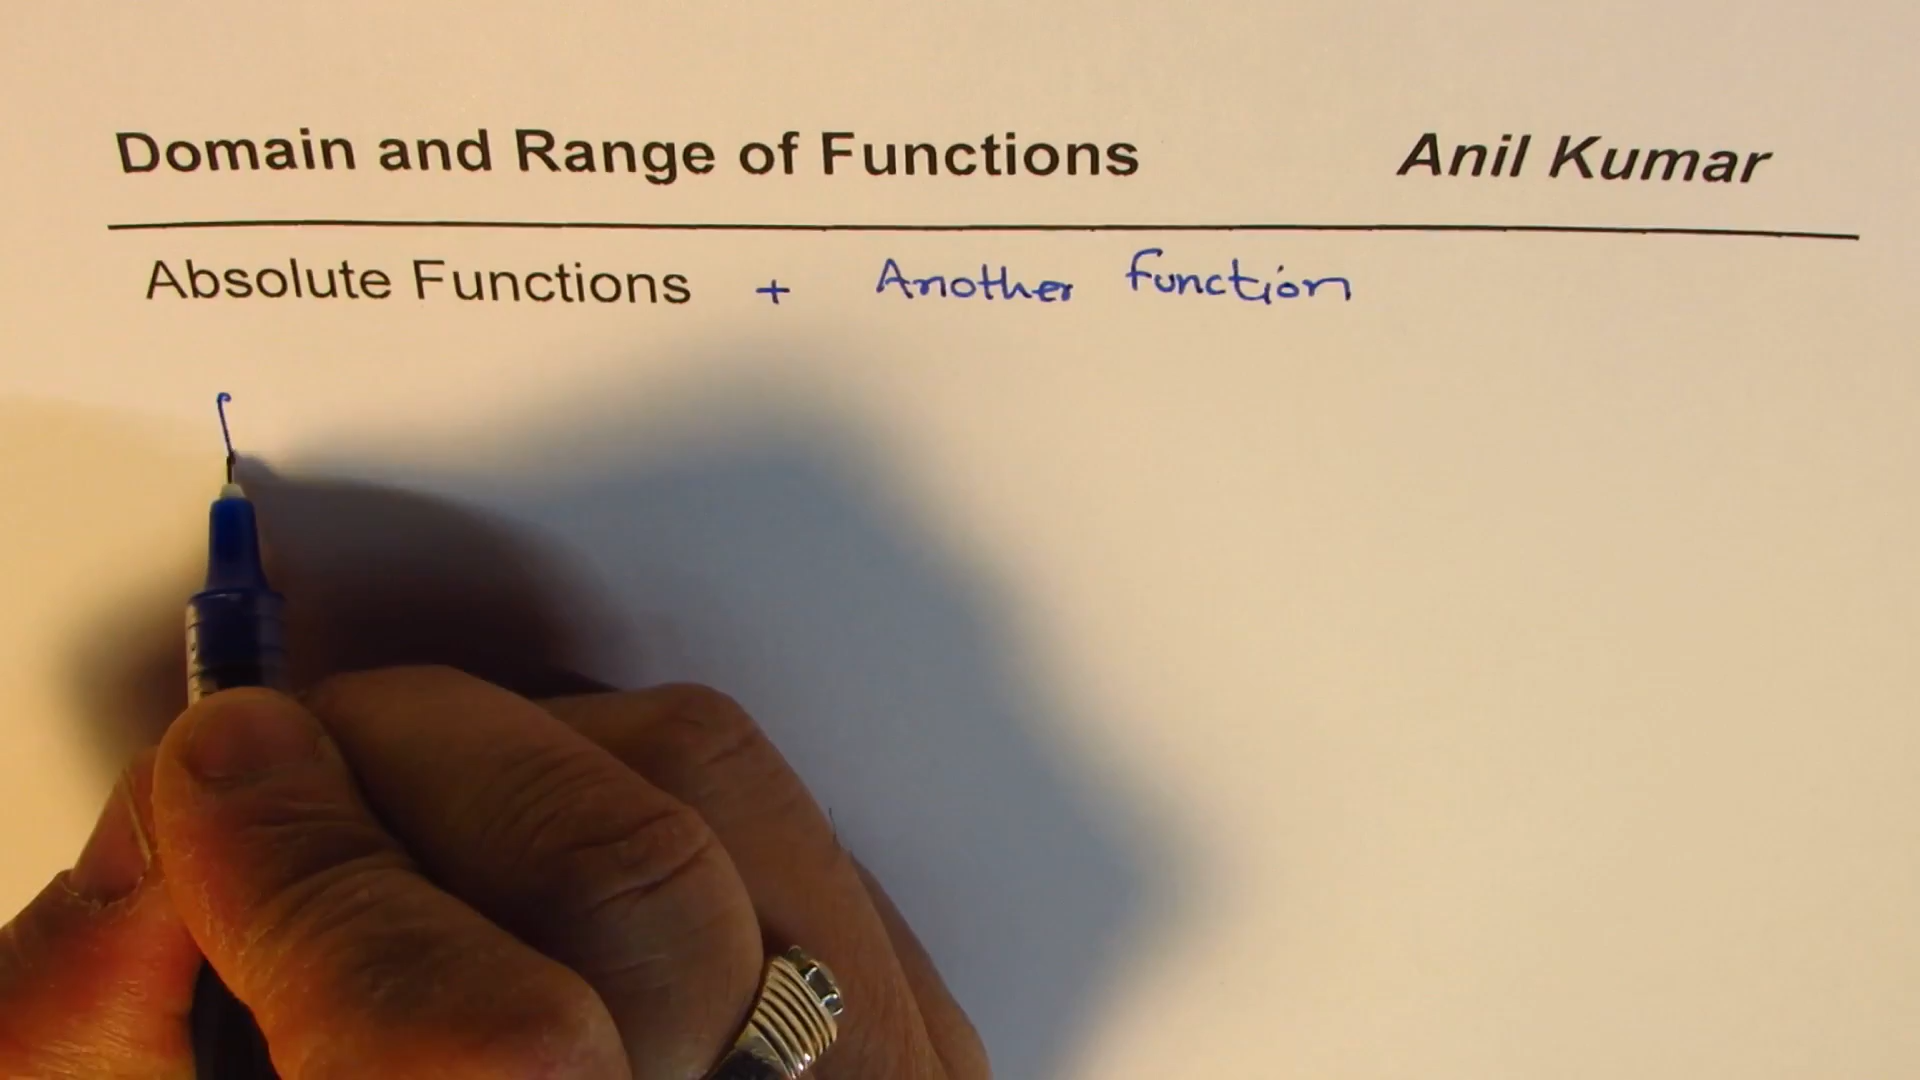 Domain and Range of Functions Anil Kumar
Absolute Functions + Another Function